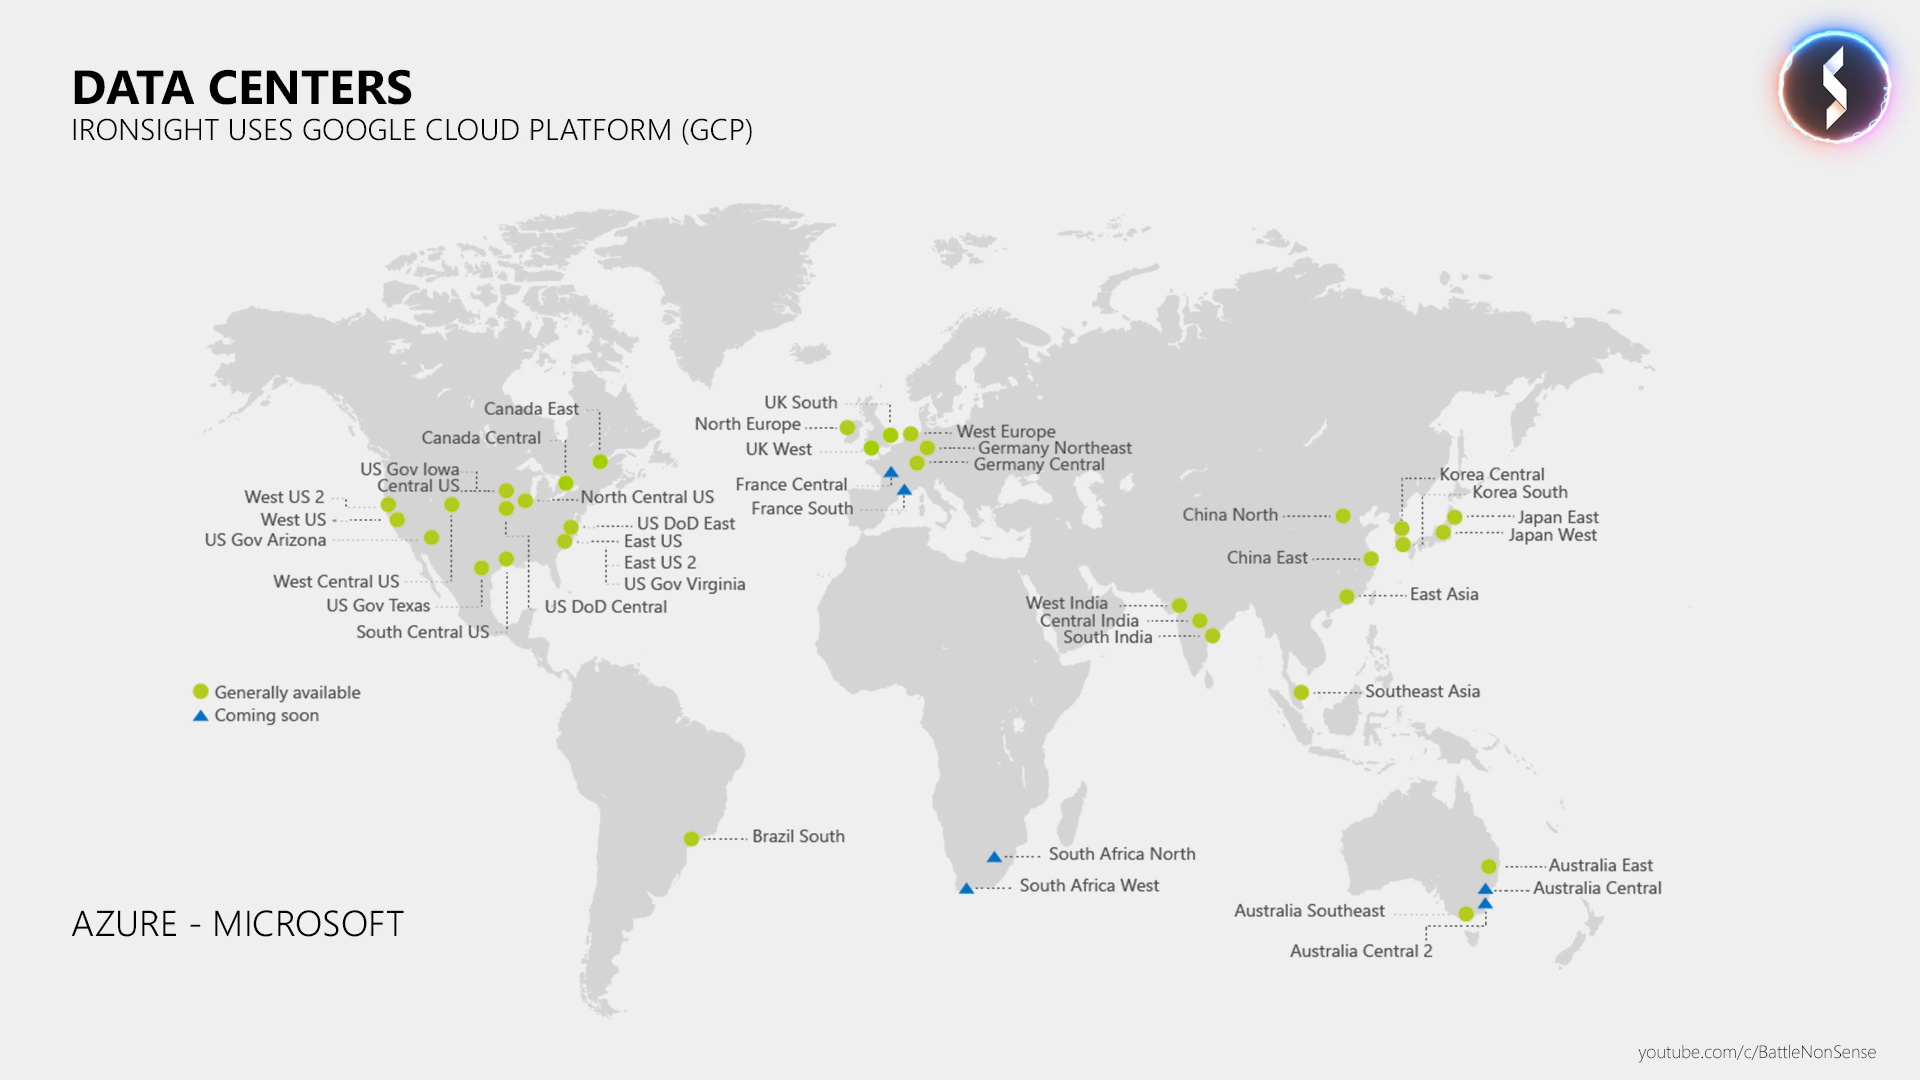 DATA CENTERS
IRONSIGHT USES GOOGLE CLOUD PLATFORM (GCP)
Canada East
Canada Central
US Gov Iowa
Central US
West US 2
West US
US Gov Arizona
West Central US
US Gov Texas
South Central US
North Central US
US DoD East
East US
East US 2
US Gov Virginia
US DoD Central
UK South
North Europe
UK West
France Central
France South
West Europe
Germany Northeast
Germany Central
Korea Central
Korea South
China North
Japan East
Japan West
China East
East Asia
West India
Central India
South India
Southeast Asia
Generally available
Coming soon
Brazil South
South Africa North
South Africa West
Australia East
Australia Central
Australia Southeast
Australia Central 2
AZURE - MICROSOFT
youtube.com/c/BattleNonSense